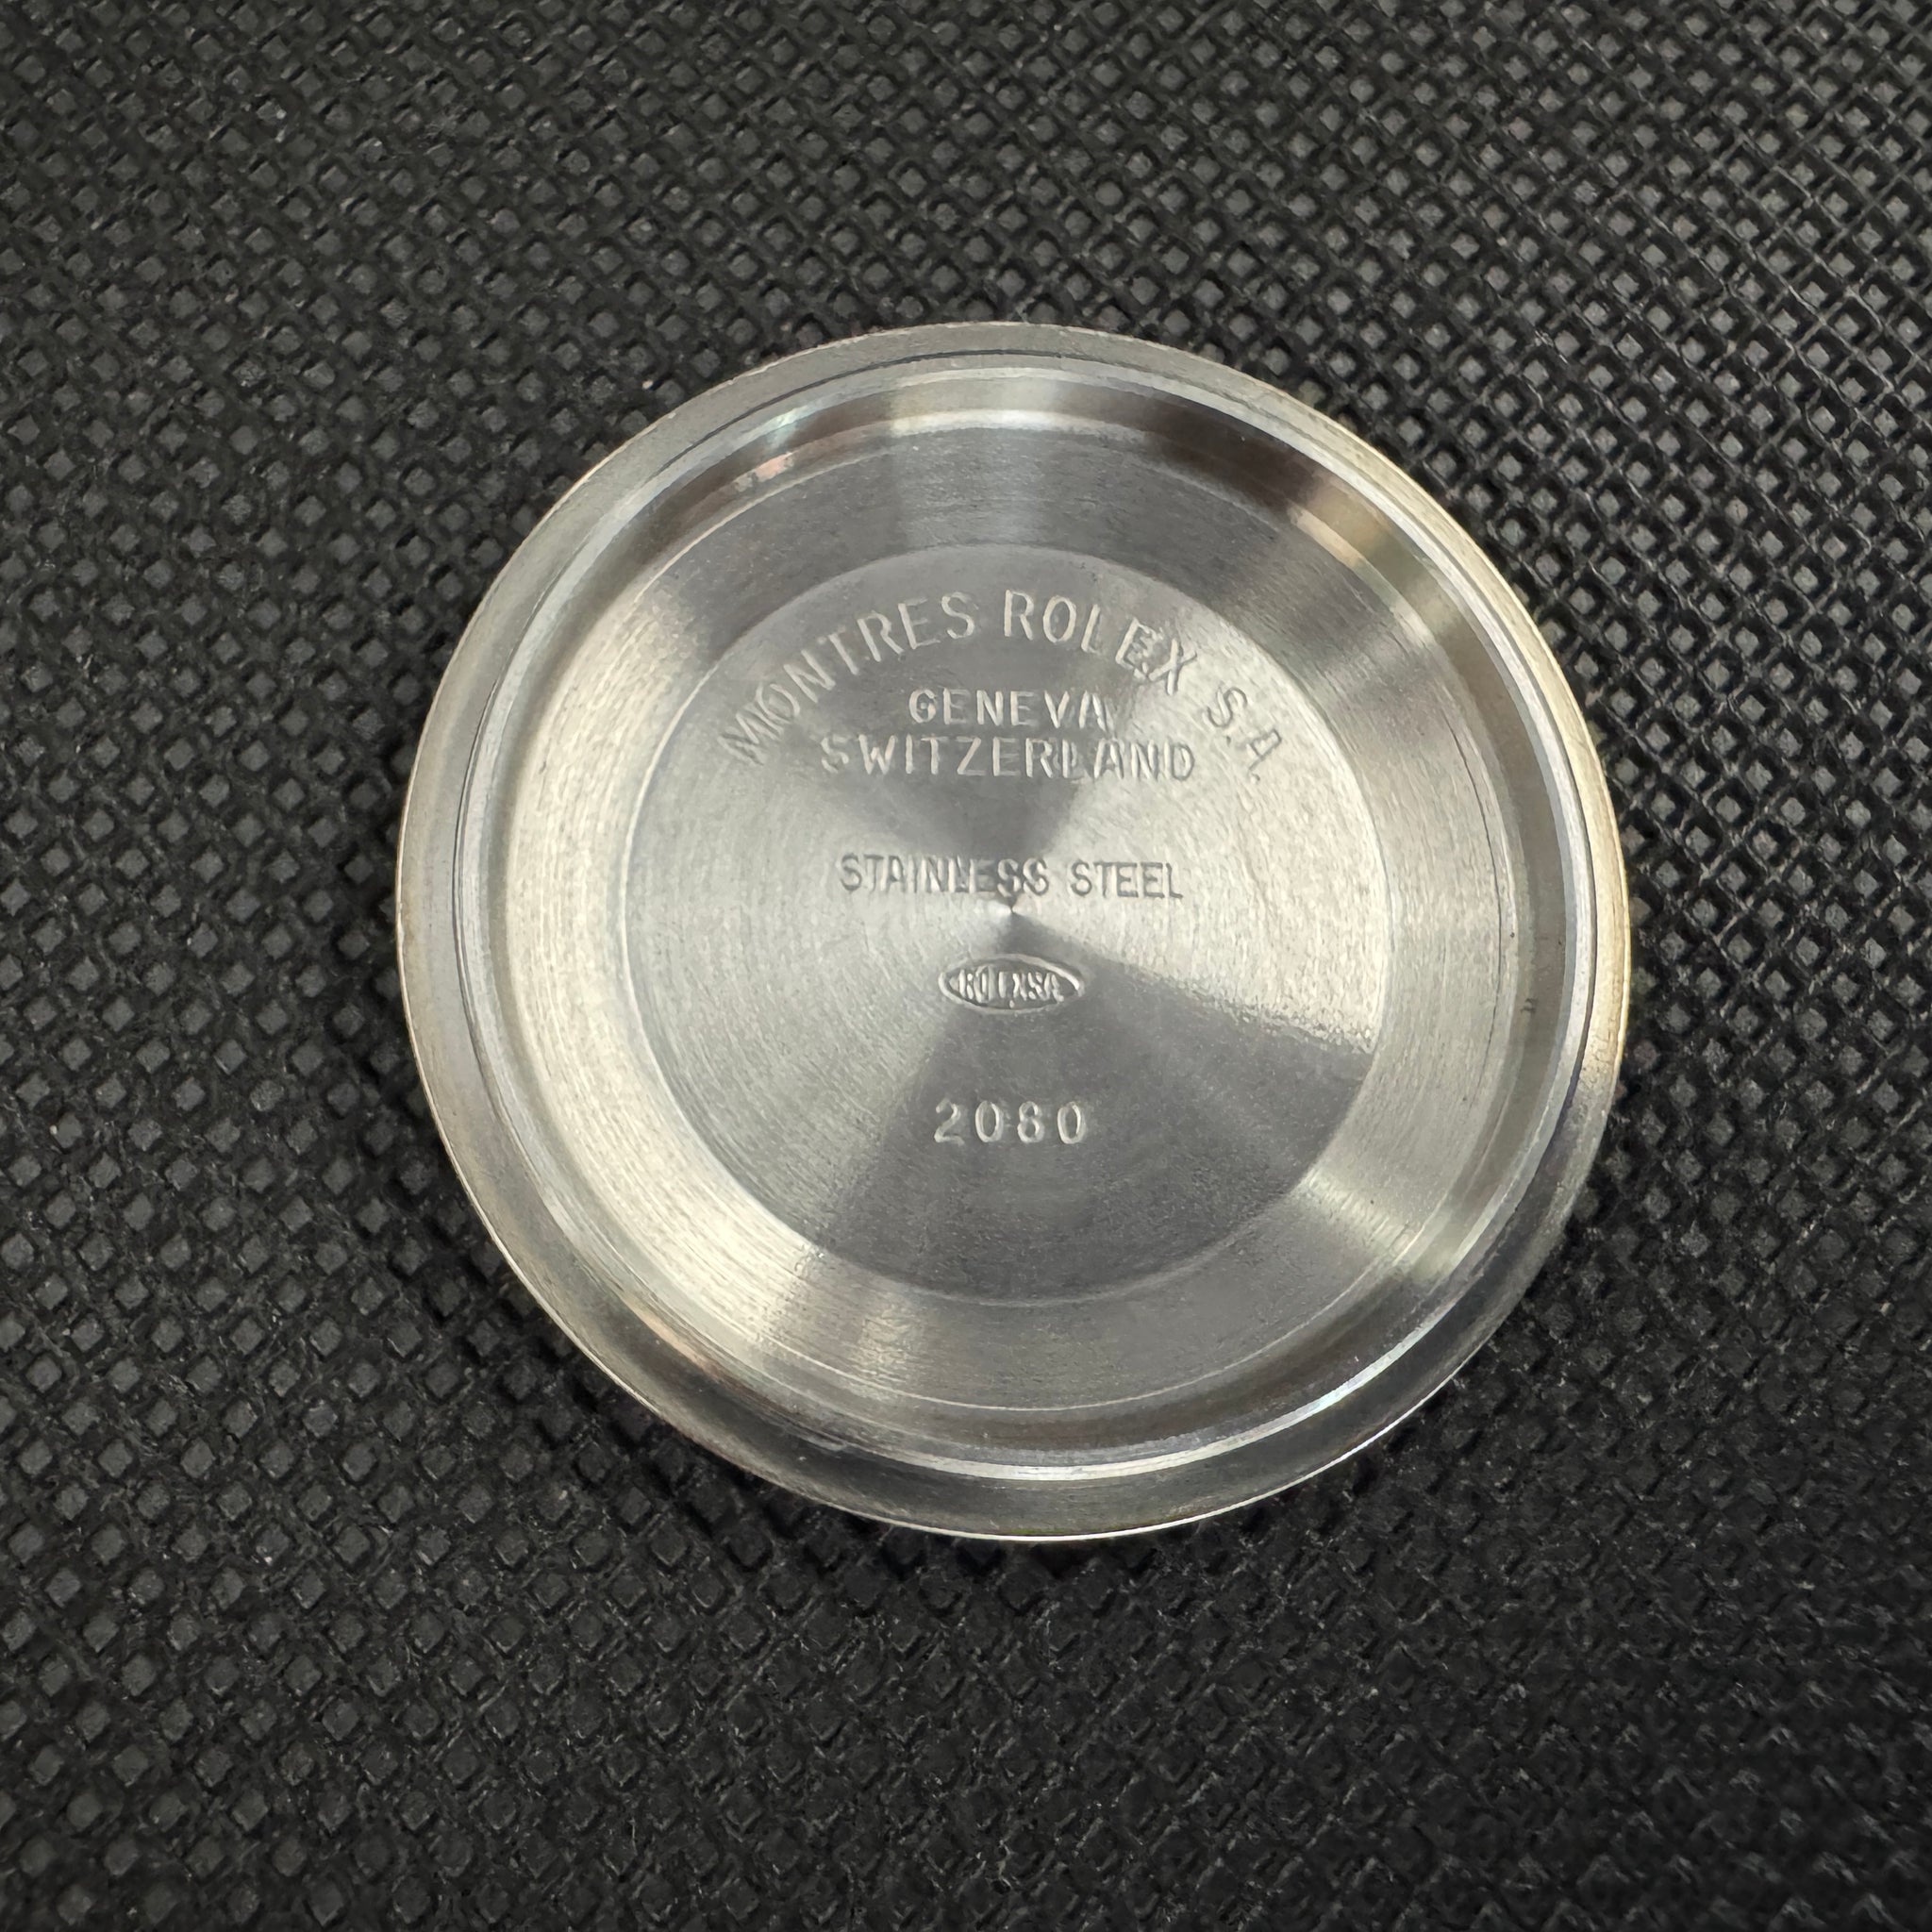 MONTRES ROLEX S.A.
GENEVA
SWITZERLAND
STAINLESS STEEL
2080